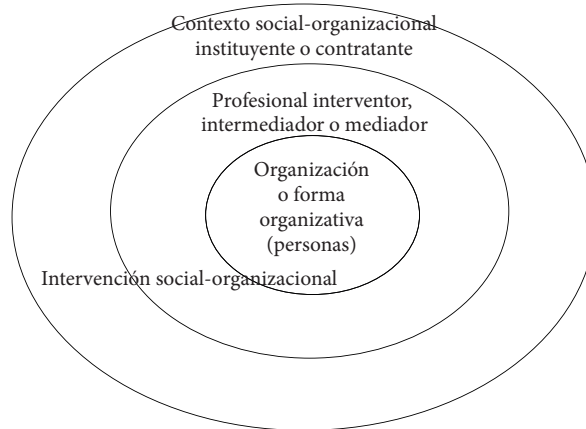 Contexto social-organizacional
instituyente o contratante
Profesional interventor,
intermediador o mediador
Organización
o forma
organizativa
(personas)
Intervención social-organizacional